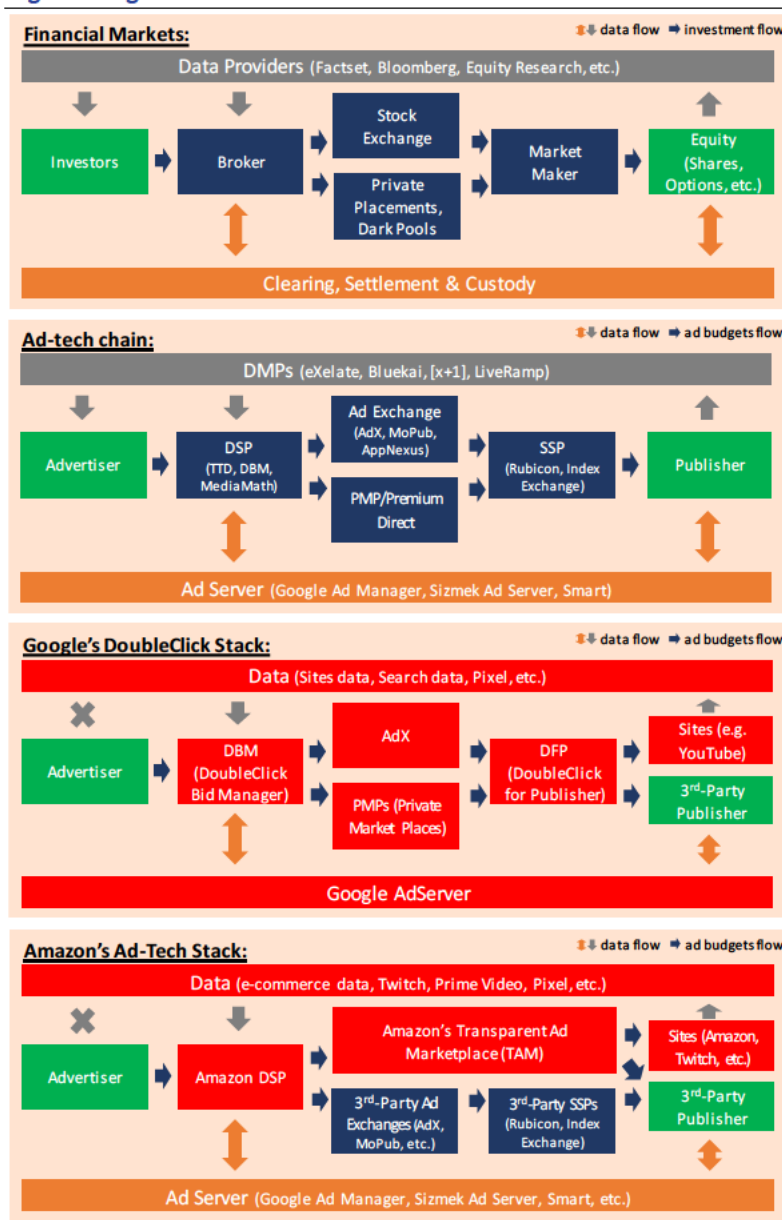 Financial Markets:
data flow investment flow
Data Providers (Factset, Bloomberg, Equity Research, etc.)
Investors
Broker
Stock
Exchange
Private
Placements,
Dark Pools
Market
Maker
Equity
(Shares,
Options, etc.)
Clearing, Settlement & Custody
Ad-tech chain:
data flow ad budgets flow
DMPs (eXelate, Bluekai, [x+1], LiveRamp)
Advertiser
DSP
(TTD, DBM,
MediaMath)
Ad Exchange
(AdX, MoPub,
AppNexus)
PMP/Premium
Direct
SSP
(Rubicon, Index
Exchange)
Publisher
Ad Server (Google Ad Manager, Sizmek Ad Server, Smart)
Google's DoubleClick Stack:
data flow ad budgets flow
Data (Sites data, Search data, Pixel, etc.)
Advertiser
DBM
(DoubleClick
Bid Manager)
AdX
PMPs (Private
Market Places)
DFP
(DoubleClick
for Publisher)
Sites (e.g.
YouTube)
3rd-Party
Publisher
Google AdServer
Amazon's Ad-Tech Stack:
data flow ad budgets flow
Data (e-commerce data, Twitch, Prime Video, Pixel, etc.)
Advertiser
Amazon DSP
Amazon's Transparent Ad
Marketplace (TAM)
3rd-Party Ad
Exchanges (AdX,
MoPub, etc.)
3rd-Party SSPs
(Rubicon, Index
Exchange)
Sites (Amazon,
Twitch, etc.)
3rd-Party
Publisher
Ad Server (Google Ad Manager, Sizmek Ad Server, Smart, etc.)